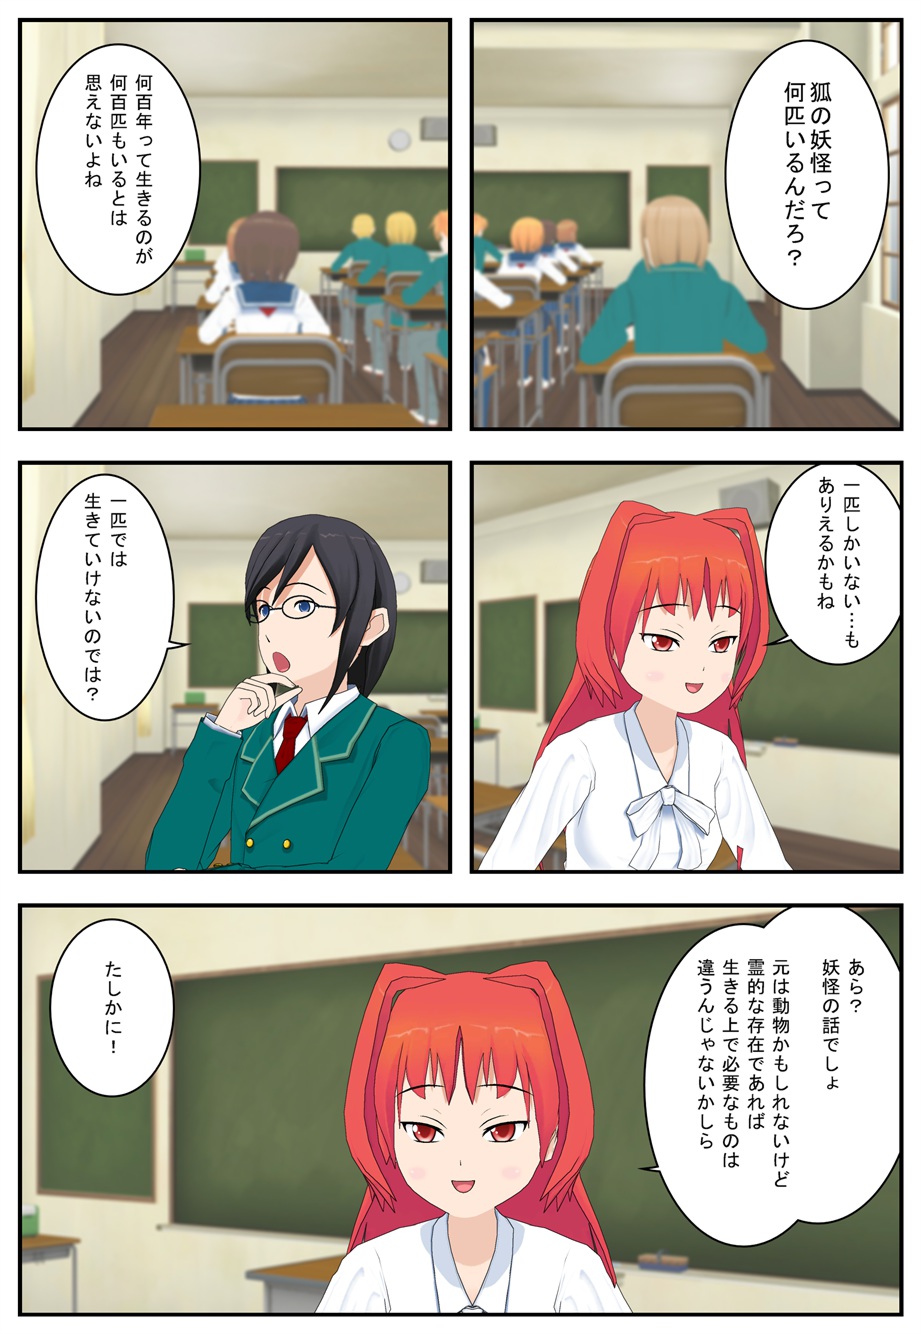 狐の妖怪って
何匹いるんだろ？
何百年って生きるのが
何百匹もいるとは
思えないよね
一匹しかいない…も
ありえるかもね
一匹では
生きていけないのでは？
あら？
妖怪の話でしょ
元は動物かもしれないけど
霊的な存在であれば
生きる上で必要なものは
違うんじゃないかしら
たしかに！